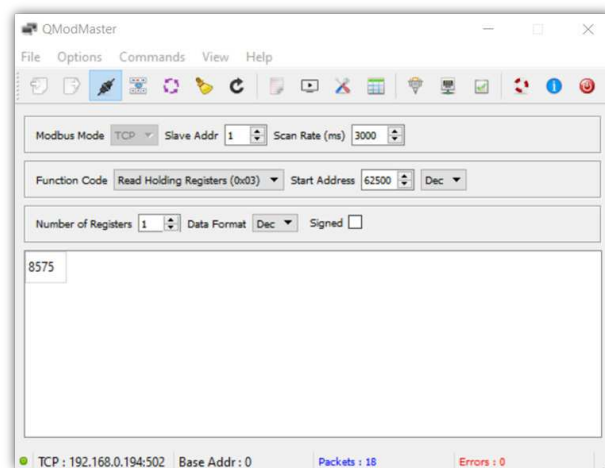 QModMaster
File Options Commands View Help
Modbus Mode TCP Slave Addr 1 Scan Rate (ms) 3000
Function Code Read Holding Registers (0x03) Start Address 62500 Dec
Number of Registers 1 Data Format Dec Signed
8575
TCP : 192.168.0.194:502 Base Addr : 0 Packets : 18 Errors : 0